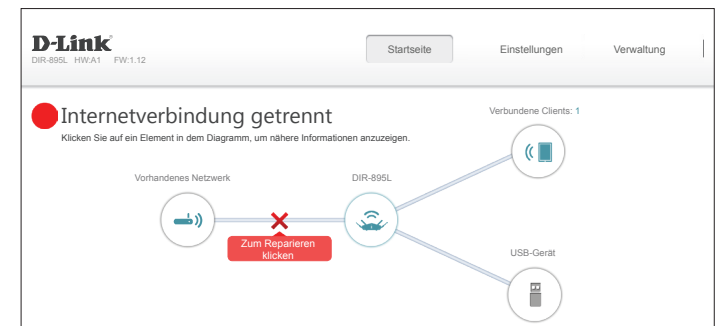 D-Link
DIR-895L HW:A1 FW:1.12
Startseite
Einstellungen
Verwaltung
Internetverbindung getrennt
Klicken Sie auf ein Element in dem Diagramm, um nähere Informationen anzuzeigen.
Verbundene Clients: 1
Vorhandenes Netzwerk
DIR-895L
Zum Reparieren
klicken
USB-Gerät